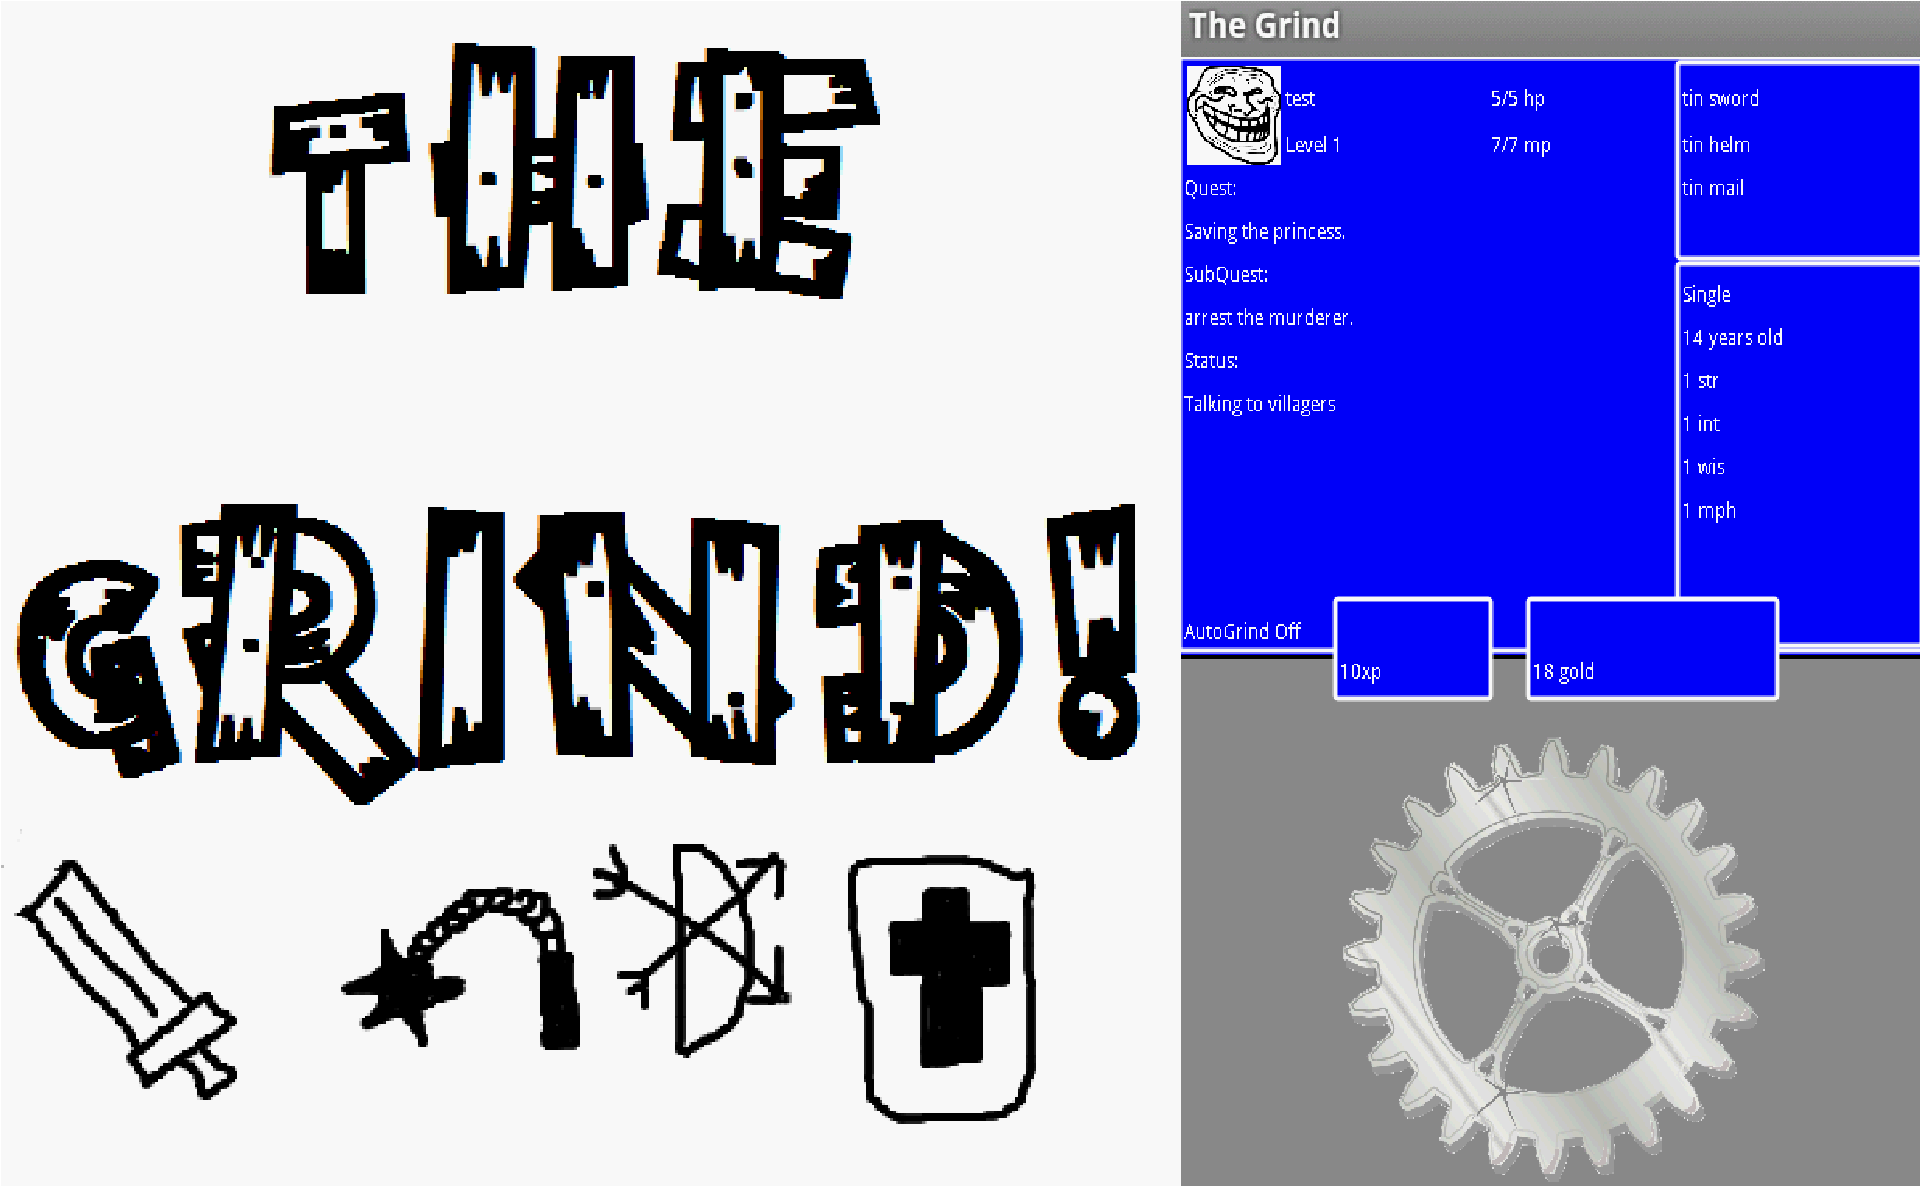 THE
GRIND!
The Grind
test
5/5 hp
Level 1
7/7 mp
Quest:
Saving the princess.
SubQuest:
arrest the murderer.
Status:
Talking to villagers
AutoGrind Off
tin sword
tin helm
tin mail
Single
14 years old
1 str
1 int
1 wis
1 mph
10xp
18 gold